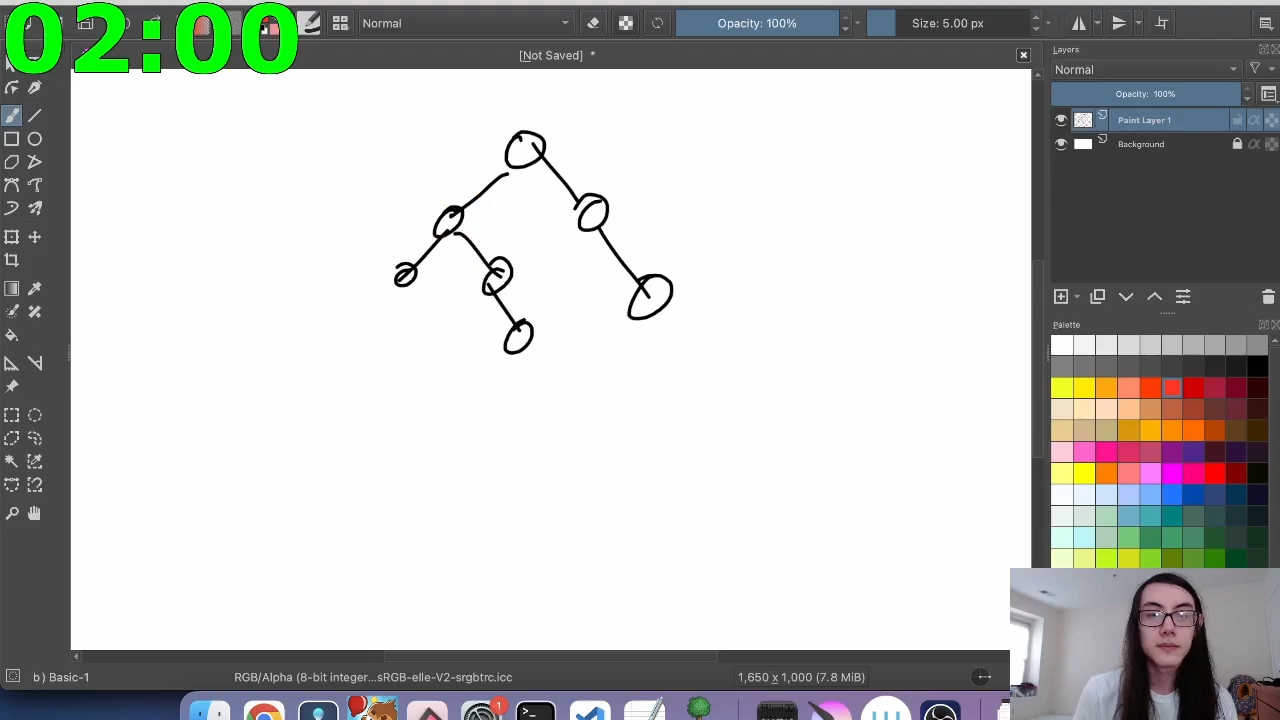 02:00
Normal
Opacity: 100%
Size: 5.00 px
[Not Saved] *
Layers
Normal
Opacity: 100%
Paint Layer 1
Background
Palette
b) Basic-1
RGB/Alpha (8-bit integer...sRGB-elle-V2-srgbtrc.icc
1,650 x 1,000 (7.8 MiB)
1